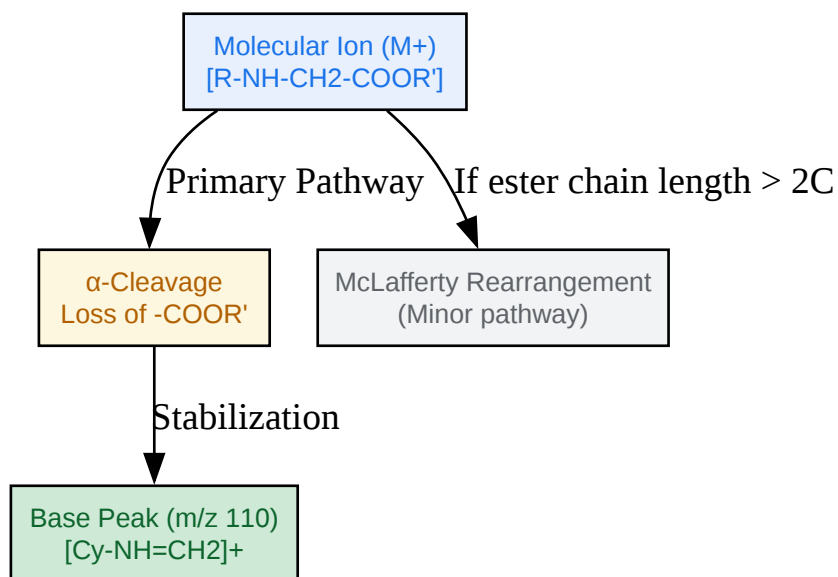 Molecular Ion (M+)
[R-NH-CH2-COOR']
Primary Pathway
If ester chain length > 2C
α-Cleavage
Loss of -COOR'
McLafferty Rearrangement
(Minor pathway)
Stabilization
Base Peak (m/z 110)
[Cy-NH=CH2]+